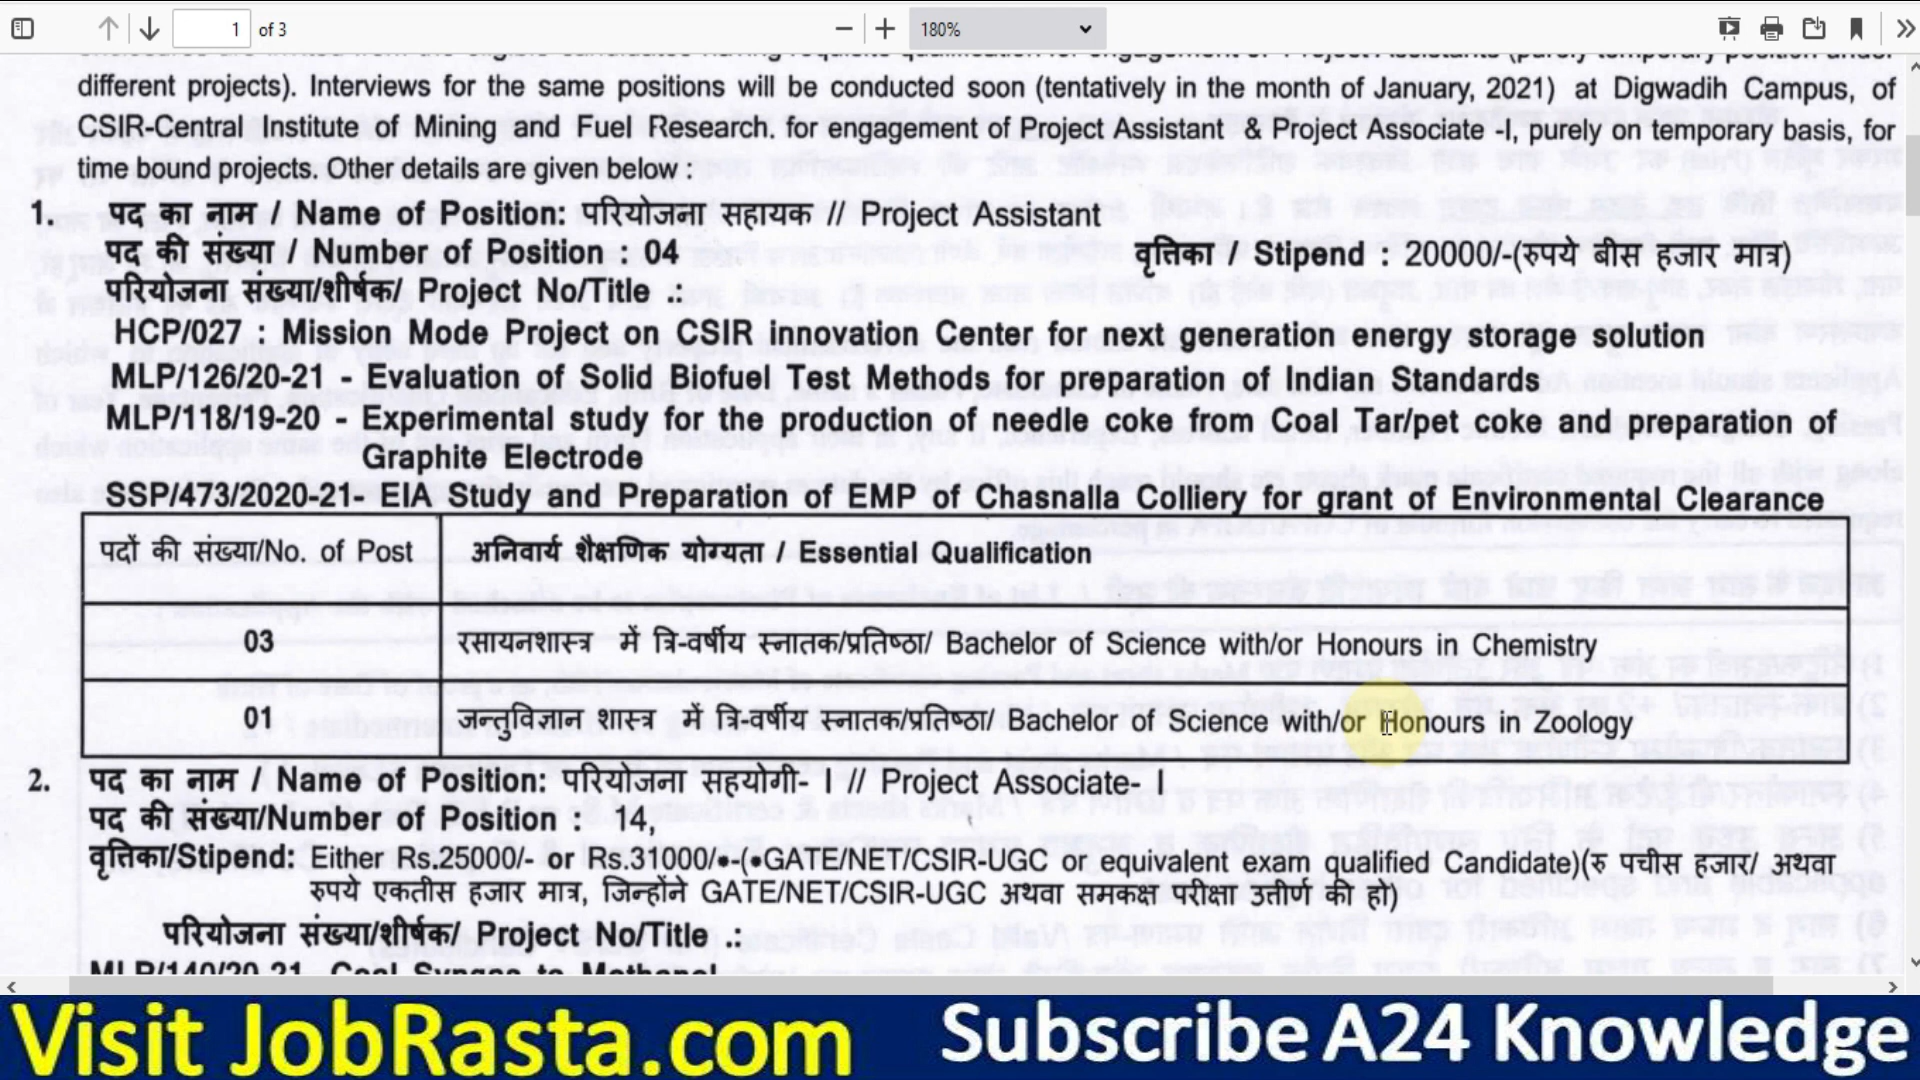 1 of 3 180%
different projects). Interviews for the same positions will be conducted soon (tentatively in the month of January, 2021) at Digwadih Campus, of
CSIR-Central Institute of Mining and Fuel Research. for engagement of Project Assistant & Project Associate -I, purely on temporary basis, for
time bound projects. Other details are given below :
1. पद का नाम / Name of Position: परियोजना सहायक // Project Assistant
पद की संख्या / Number of Position : 04 वृतिका Stipend : 20000/-(रुपये बीस हजार मात्र)
परियोजना संख्या/शीर्षक/ Project No/Title .:
HCP/027 : Mission Mode Project on CSIR innovation Center for next generation energy storage solution
MLP/126/20-21 - Evaluation of Solid Biofuel Test Methods for preparation of Indian Standards
MLP/118/19-20 - Experimental study for the production of needle coke from Coal Tar/pet coke and preparation of
Graphite Electrode
SSP/473/2020-21- EIA Study and Preparation of EMP of Chasnalla Colliery for grant of Environmental Clearance
पदों की संख्या/No. of Post अनिवार्य शैक्षणिक योग्यता / Essential Qualification
03 रसायनशास्त्र में त्रि-वर्षीय स्नातक/प्रतिष्ठा/ Bachelor of Science with/or Honours in Chemistry
01 जन्तुविज्ञान शास्त्र में त्रि-वर्षीय स्नातक/प्रतिष्ठा/ Bachelor of Science with/or Honours in Zoology
2. पद का नाम / Name of Position: परियोजना सहयोगी- I // Project Associate- I
पद की संख्या/Number of Position : 14,
वृतिका/Stipend: Either Rs.25000/- or Rs.31000/•-(•GATE/NET/CSIR-UGC or equivalent exam qualified Candidate)(रु पचीस हजार/ अथवा
रुपये एकतीस हजार मात्र, जिन्होंने GATE/NET/CSIR-UGC अथवा समकक्ष परीक्षा उतीर्ण की हो)
परियोजना संख्या/शीर्षक/ Project No/Title .:
MLP/140/20-21 Coal Syngas to Methanol
Visit JobRasta.com Subscribe A24 Knowledge